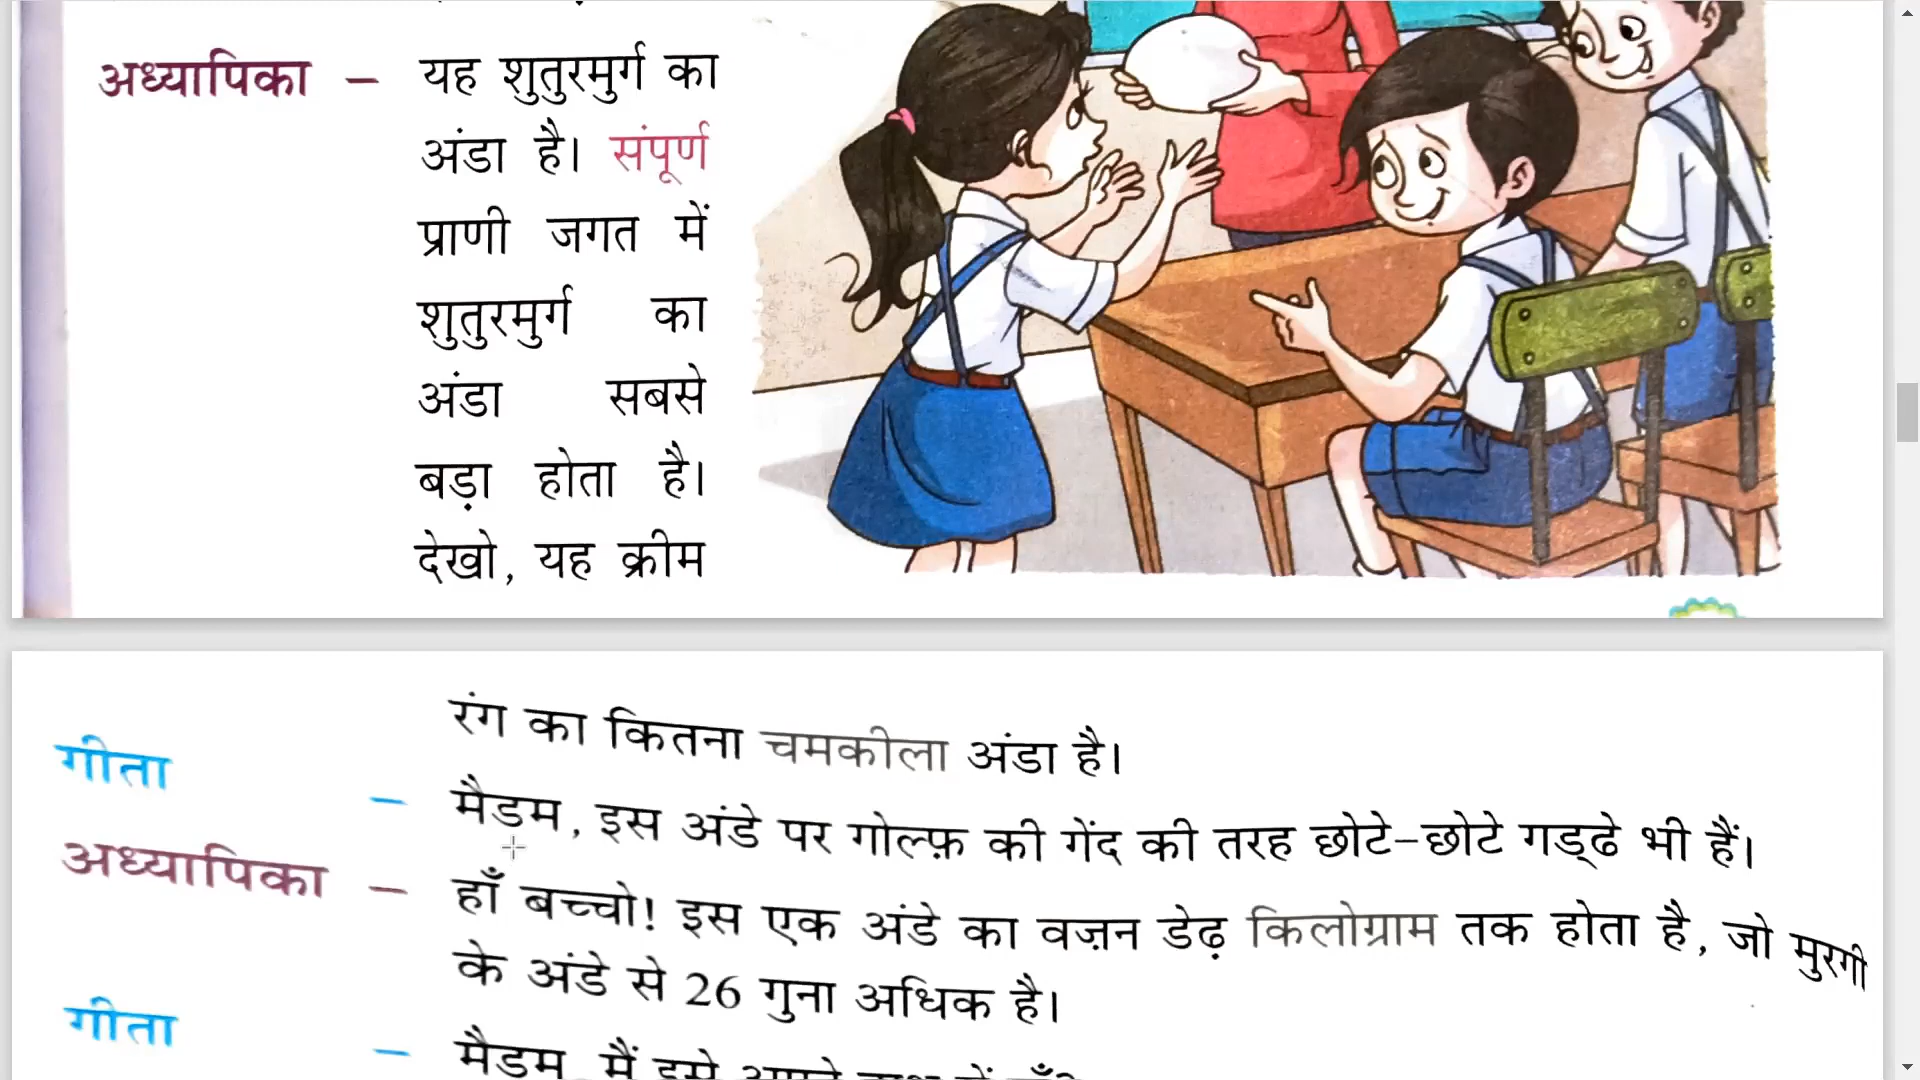 अध्यापिका – यह शुतुरमुर्ग का
अंडा है। संपूर्ण
प्राणी जगत में
शुतुरमुर्ग का
अंडा सबसे
बड़ा होता है।
देखो, यह क्रीम
रंग का कितना चमकीला अंडा है।
गीता – मैडम, इस अंडे पर गोल्फ़ की गेंद की तरह छोटे-छोटे गड्ढे भी हैं।
अध्यापिका – हाँ बच्चो! इस एक अंडे का वज़न डेढ़ किलोग्राम तक होता है, जो मुरगी
के अंडे से 26 गुना अधिक है।
गीता – मैडम, मैं इसे